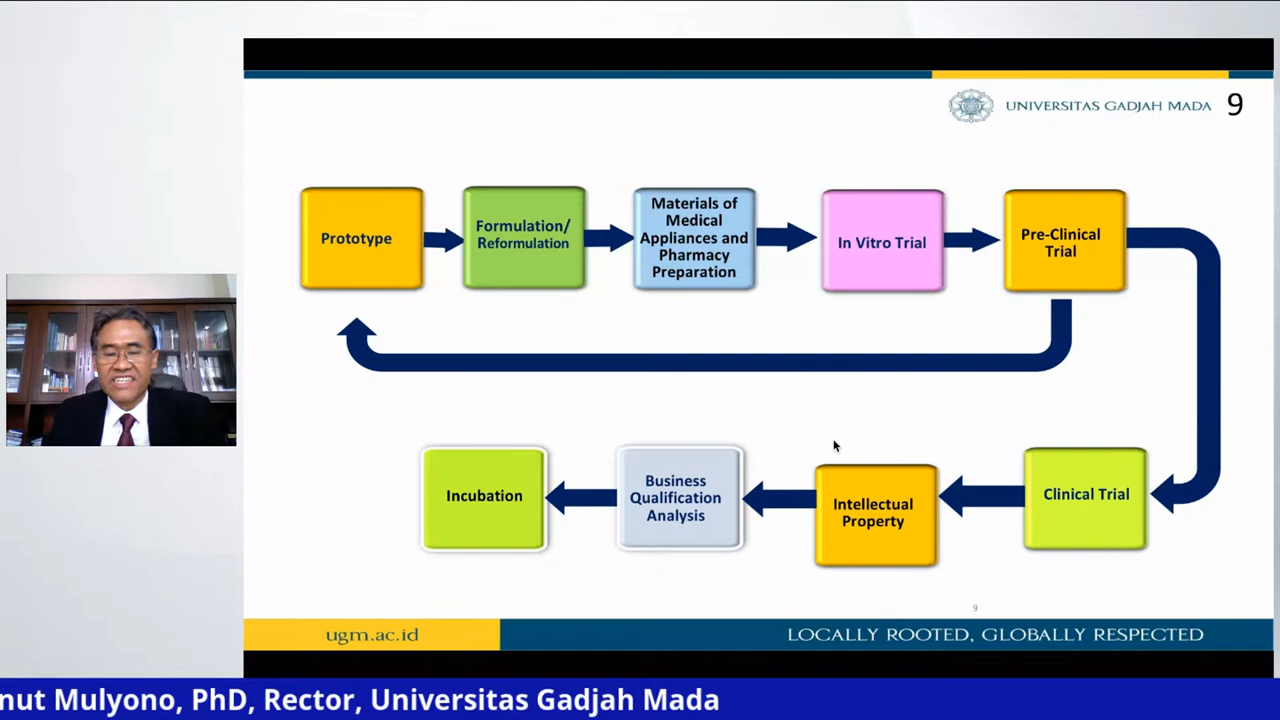 UNIVERSITAS GADJAH MADA
9
Prototype
Formulation/
Reformulation
Materials of
Medical
Appliances and
Pharmacy
Preparation
In Vitro Trial
Pre-Clinical
Trial
Incubation
Business
Qualification
Analysis
Intellectual
Property
Clinical Trial
9
ugm.ac.id
LOCALLY ROOTED, GLOBALLY RESPECTED
nut Mulyono, PhD, Rector, Universitas Gadjah Mada